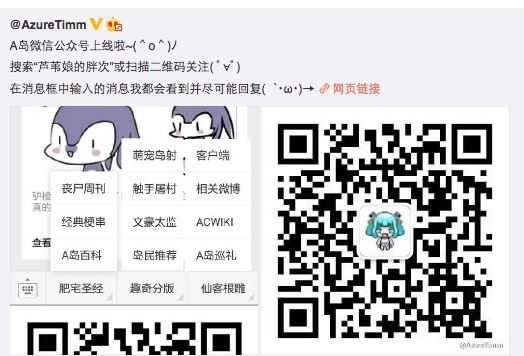 @AzureTimm
A岛微信公众号上线啦~(＾o＾)ﾉ
搜索“芦苇娘的胖次”或扫描二维码关注(ﾟ∀ﾟ)
在消息框中输入的消息我都会看到并尽可能回复( ｀･ω･)→ 网页链接
萌宠岛射 客户端
丧尸周刊 触手屠村 相关微博
经典梗串 文豪太监 ACWIKI
A岛百科 岛民推荐 A岛巡礼
查看
肥宅圣经 趣奇分版 仙客根雕
@AzureTimm